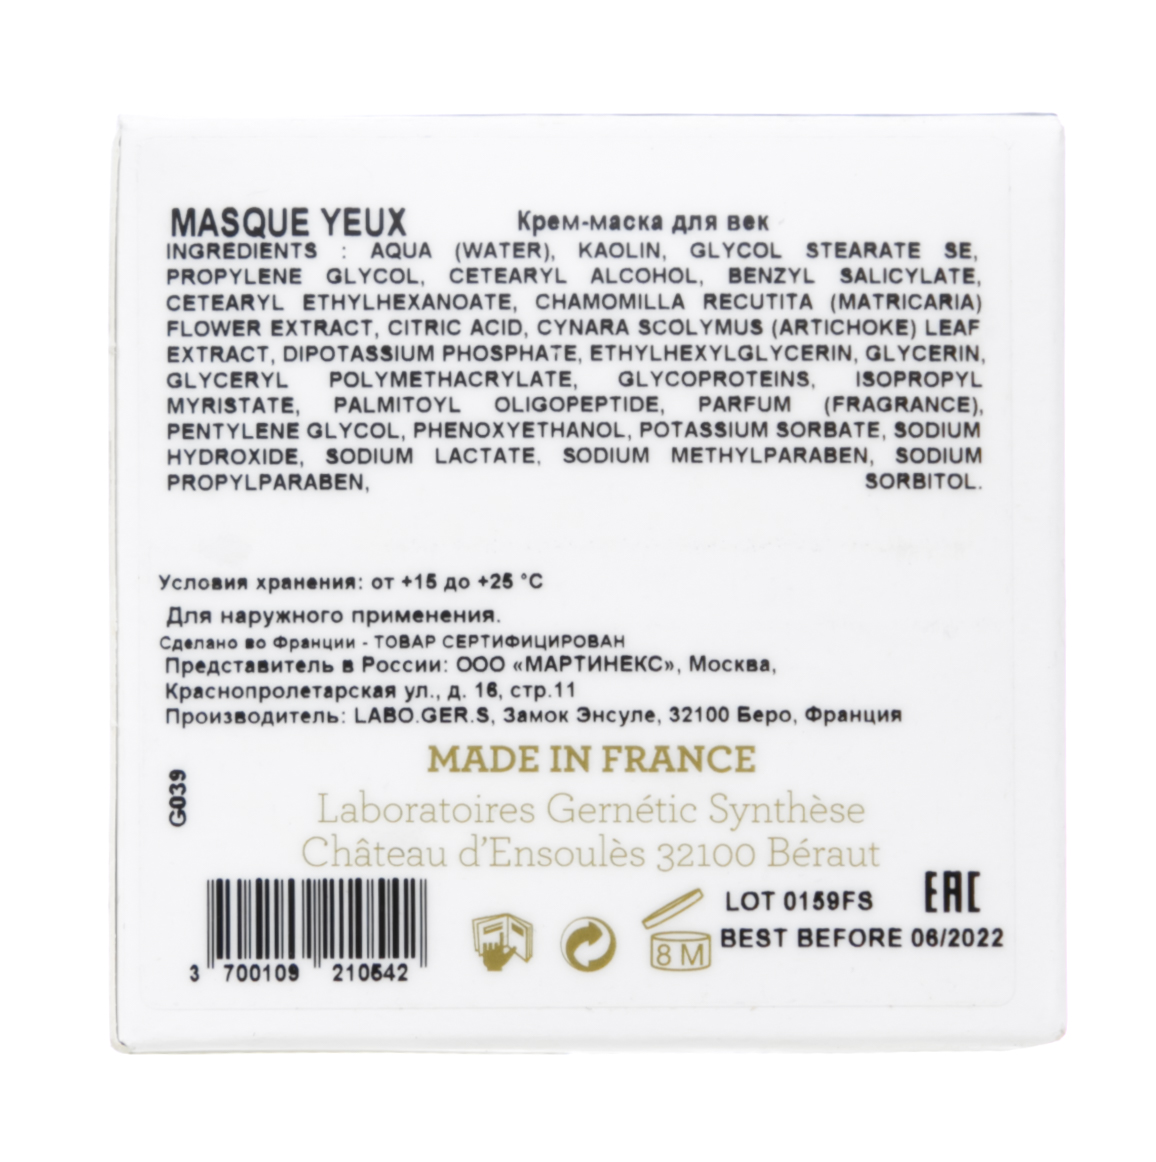 MASQUE YEUX Крем-маска для век
INGREDIENTS : AQUA (WATER), KAOLIN, GLYCOL STEARATE SE,
PROPYLENE GLYCOL, CETEARYL ALCOHOL, BENZYL SALICYLATE,
CETEARYL ETHYLHEXANOATE, CHAMOMILLA RECUTITA (MATRICARIA)
FLOWER EXTRACT, CITRIC ACID, CYNARA SCOLYMUS (ARTICHOKE) LEAF
EXTRACT, DIPOTASSIUM PHOSPHATE, ETHYLHEXYLGLYCERIN, GLYCERIN,
GLYCERYL POLYMETHACRYLATE, GLYCOPROTEINS, ISOPROPYL
MYRISTATE, PALMITOYL OLIGOPEPTIDE, PARFUM (FRAGRANCE),
PENTYLENE GLYCOL, PHENOXYETHANOL, POTASSIUM SORBATE, SODIUM
HYDROXIDE, SODIUM LACTATE, SODIUM METHYLPARABEN, SODIUM
PROPYLPARABEN, SORBITOL.
Условия хранения: от +15 до +25 °C
Для наружного применения.
Сделано во Франции - ТОВАР СЕРТИФИЦИРОВАН
Представитель в России: ООО «МАРТИНЕКС», Москва,
Краснопролетарская ул., д. 16, стр.11
Производитель: LABO.GER.S, Замок Энсуле, 32100 Беро, Франция
MADE IN FRANCE
G039
Laboratoires Gernétic Synthèse
Château d'Ensoulès 32100 Béraut
LOT 0159FS
EAC
BEST BEFORE 06/2022
8 M
3 700109 210542